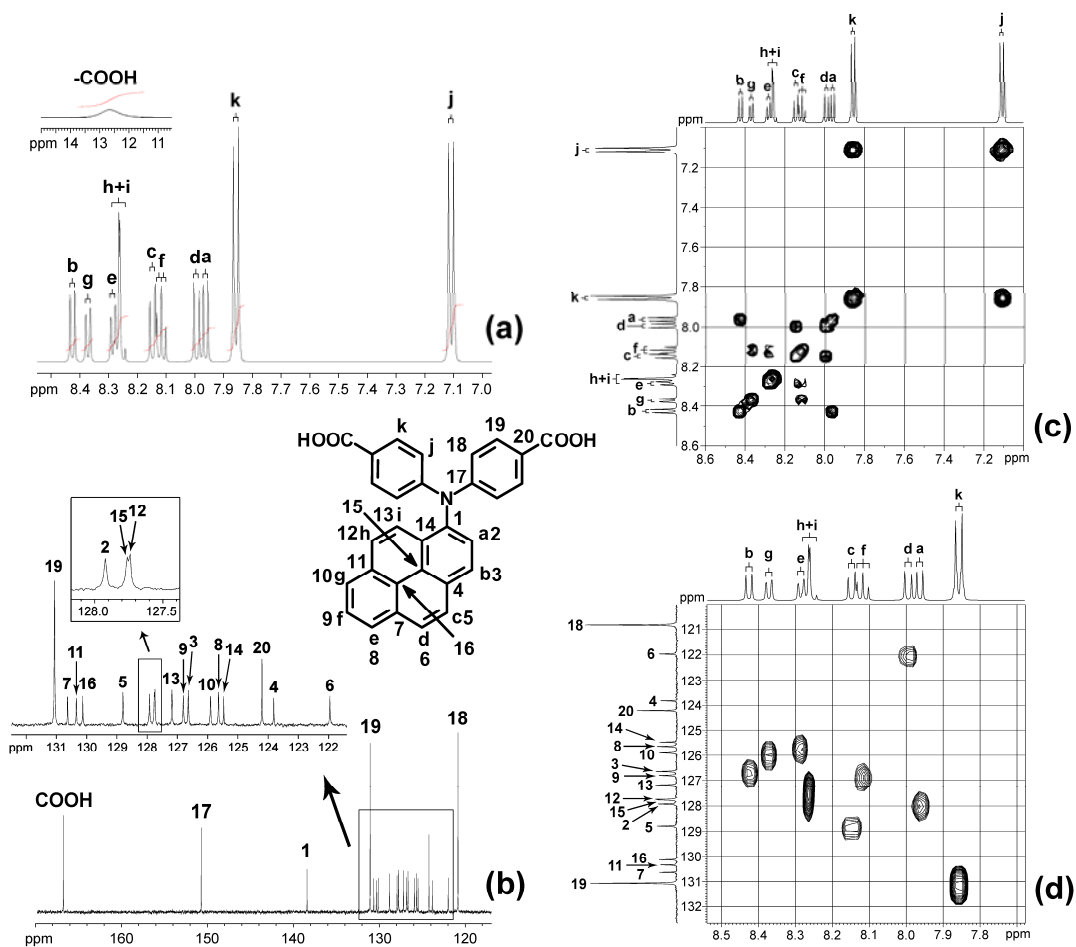 -COOH
ppm 14 13 12 11
k
j
h+i
b
g
e
c
f
d a
(a)
ppm 8.4 8.3 8.2 8.1 8.0 7.9 7.8 7.7 7.6 7.5 7.4 7.3 7.2 7.1 7.0
k
j
h+i
b g e c f d a
ppm
j
k
a
d
f
c
h+i
e
g
b
7.2
7.4
7.6
7.8
8.0
8.2
8.4
8.6
8.6 8.4 8.2 8.0 7.8 7.6 7.4 7.2 ppm
(c)
HOOC
k
j
19
20
COOH
18
17
N
15
13 i
14
1
a2
12h
11
b3
10g
4
9f
7
c5
e
d
8
6
16
15 12
2
128.0 127.5
19
11
7
16
5
13
9
3
10
8
14
20
4
6
ppm 131 130 129 128 127 126 125 124 123 122
COOH
17
1
19
18
(b)
ppm 160 150 140 130 120
k
h+i
b g e c f d a
ppm
18
6
4
20
14
8
10
3
9
13
12
15
2
5
16
11
7
19
121
122
123
124
125
126
127
128
129
130
131
132
8.5 8.4 8.3 8.2 8.1 8.0 7.9 7.8 ppm
(d)